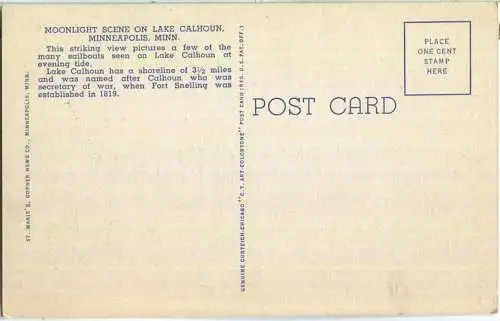 MOONLIGHT SCENE ON LAKE CALHOUN,
MINNEAPOLIS, MINN.
This striking view pictures a few of the
many sailboats seen on Lake Calhoun at
evening tide.
Lake Calhoun has a shoreline of 3½ miles
and was named after Calhoun who was
secretary of war, when Fort Snelling was
established in 1819.
ST. MARIE'S, GOPHER NEWS CO., MINNEAPOLIS, MINN.
GENUINE CURTEICH-CHICAGO "C.T. ART-COLORTONE" POST CARD (REG. U.S. PAT. OFF.)
POST CARD
PLACE
ONE CENT
STAMP
HERE